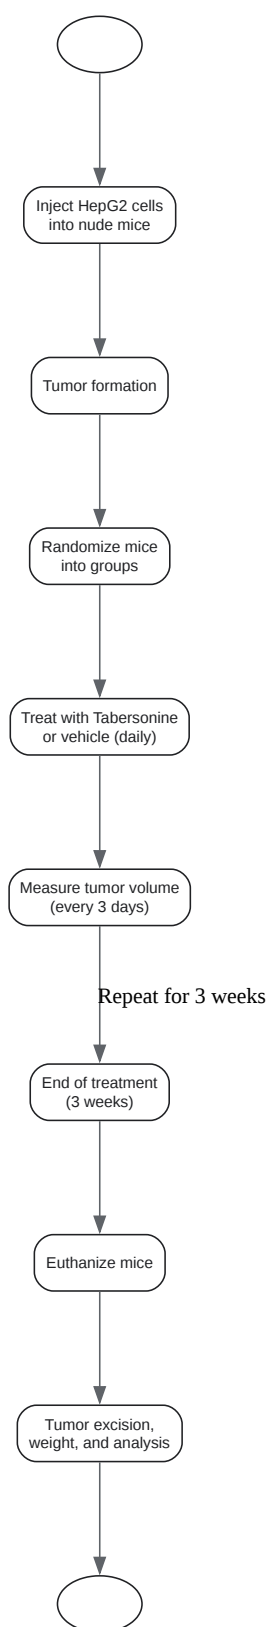 Inject HepG2 cells
into nude mice
Tumor formation
Randomize mice
into groups
Treat with Tabersonine
or vehicle (daily)
Measure tumor volume
(every 3 days)
Repeat for 3 weeks
End of treatment
(3 weeks)
Euthanize mice
Tumor excision,
weight, and analysis